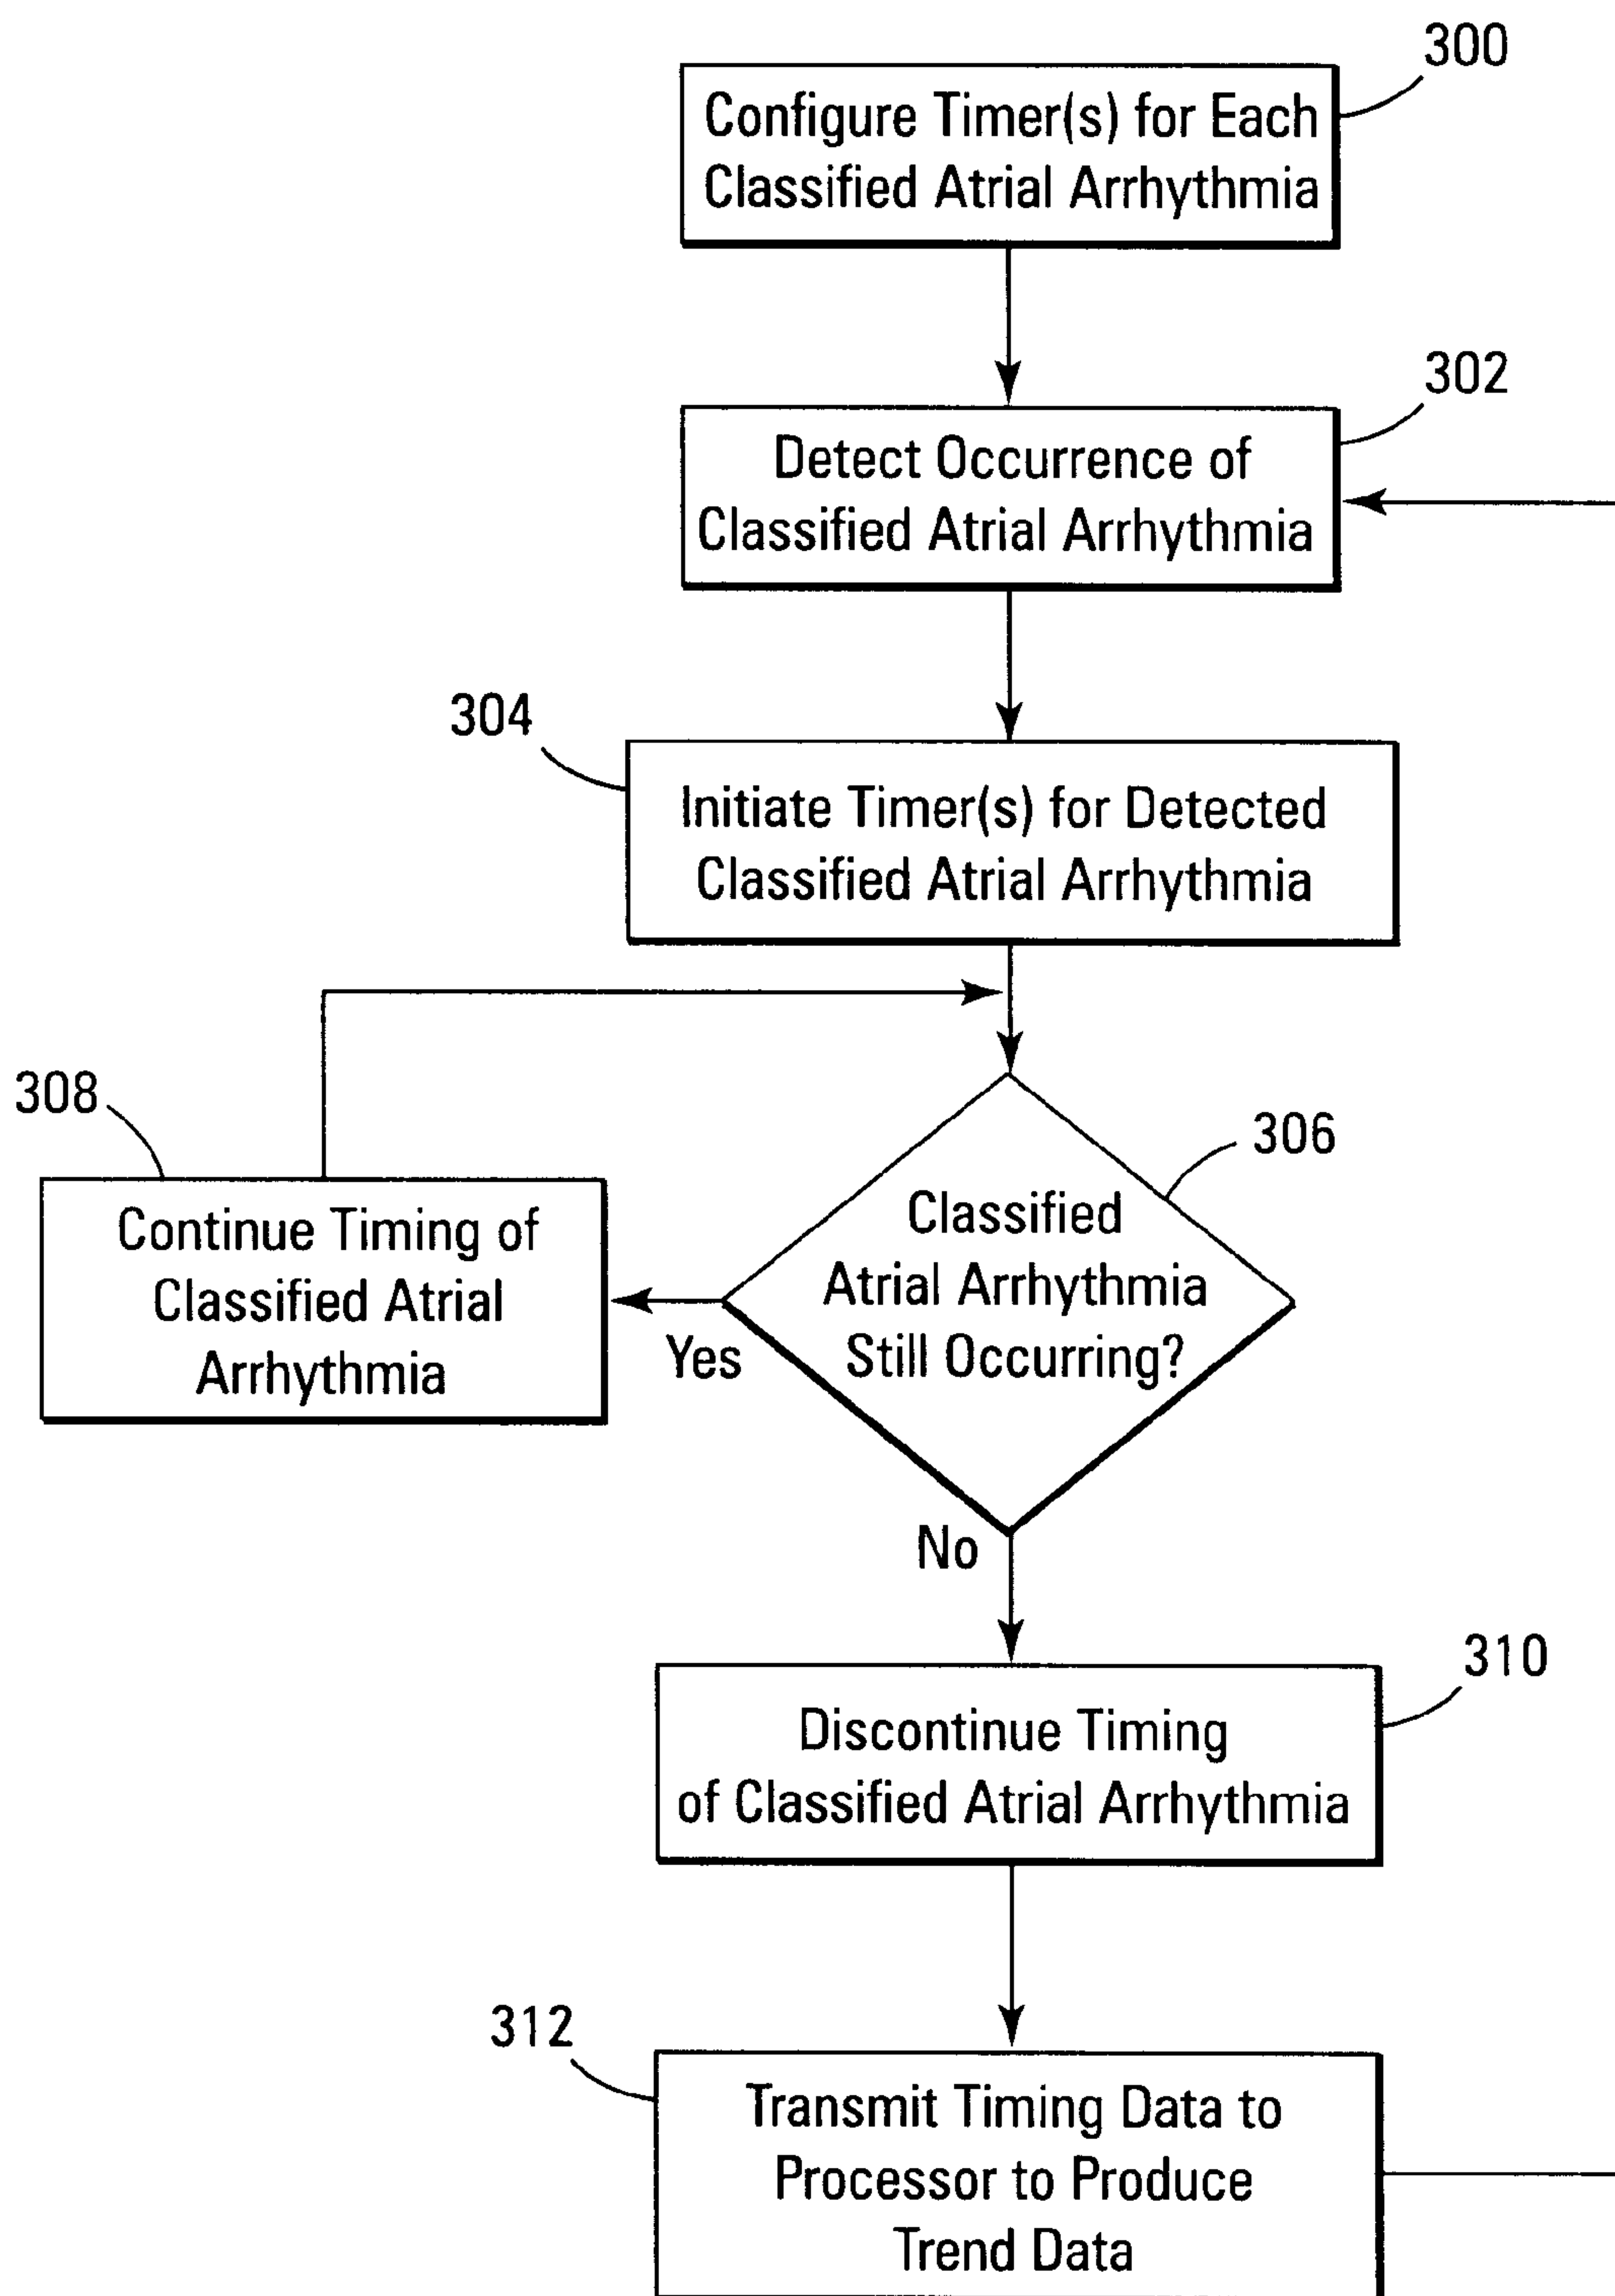 300
Configure Timer(s) for Each
Classified Atrial Arrhythmia
302
Detect Occurrence of
Classified Atrial Arrhythmia
304
Initiate Timer(s) for Detected
Classified Atrial Arrhythmia
308
306
Continue Timing of
Classified Atrial
Arrhythmia
Classified
Atrial Arrhythmia
Still Occurring?
Yes
No
310
Discontinue Timing
of Classified Atrial Arrhythmia
312
Transmit Timing Data to
Processor to Produce
Trend Data